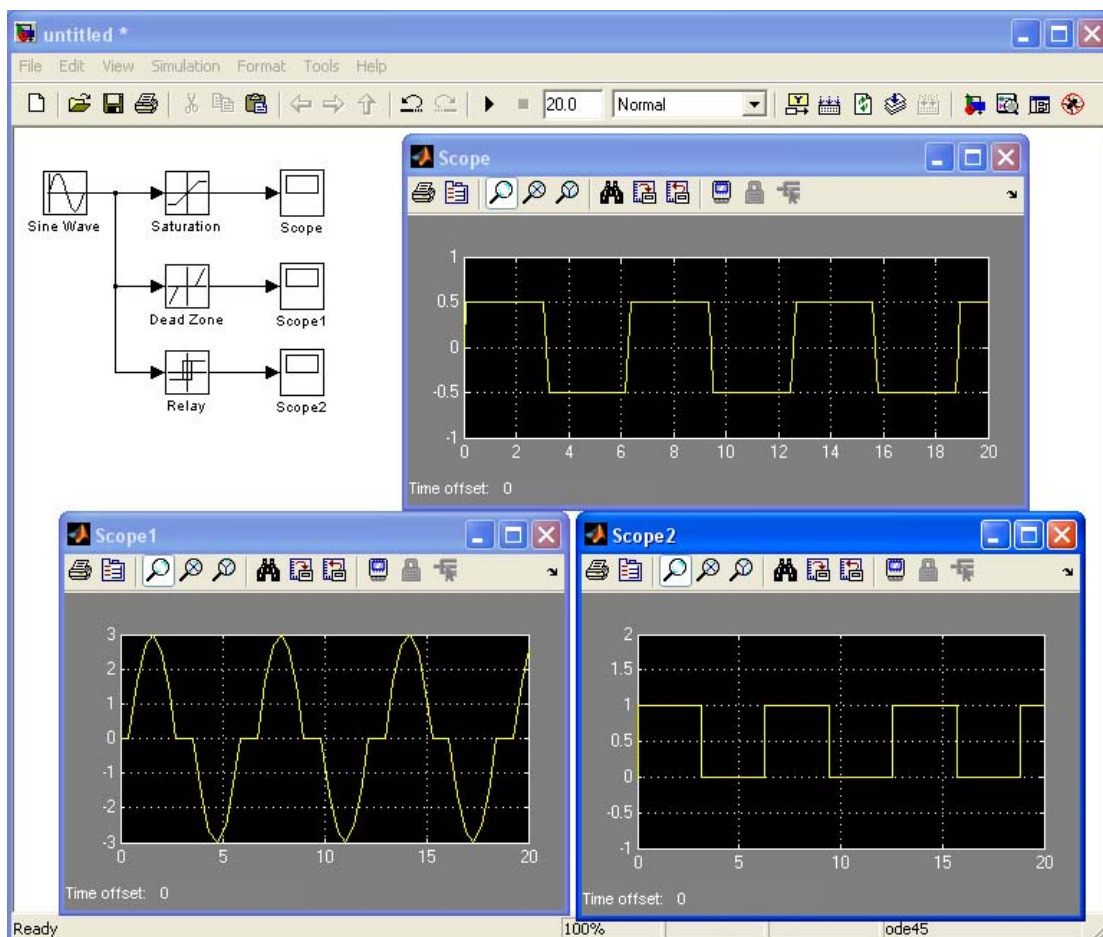 untitled *
File Edit View Simulation Format Tools Help
20.0 Normal
Sine Wave
Saturation
Scope
Dead Zone
Scope1
Relay
Scope2
Scope
1
0.5
0
-0.5
-1
0 2 4 6 8 10 12 14 16 18 20
Time offset: 0
Scope1
3
2
1
0
-1
-2
-3
0 5 10 15 20
Time offset: 0
Scope2
2
1.5
1
0.5
0
-0.5
-1
0 5 10 15 20
Time offset: 0
Ready 100% ode45